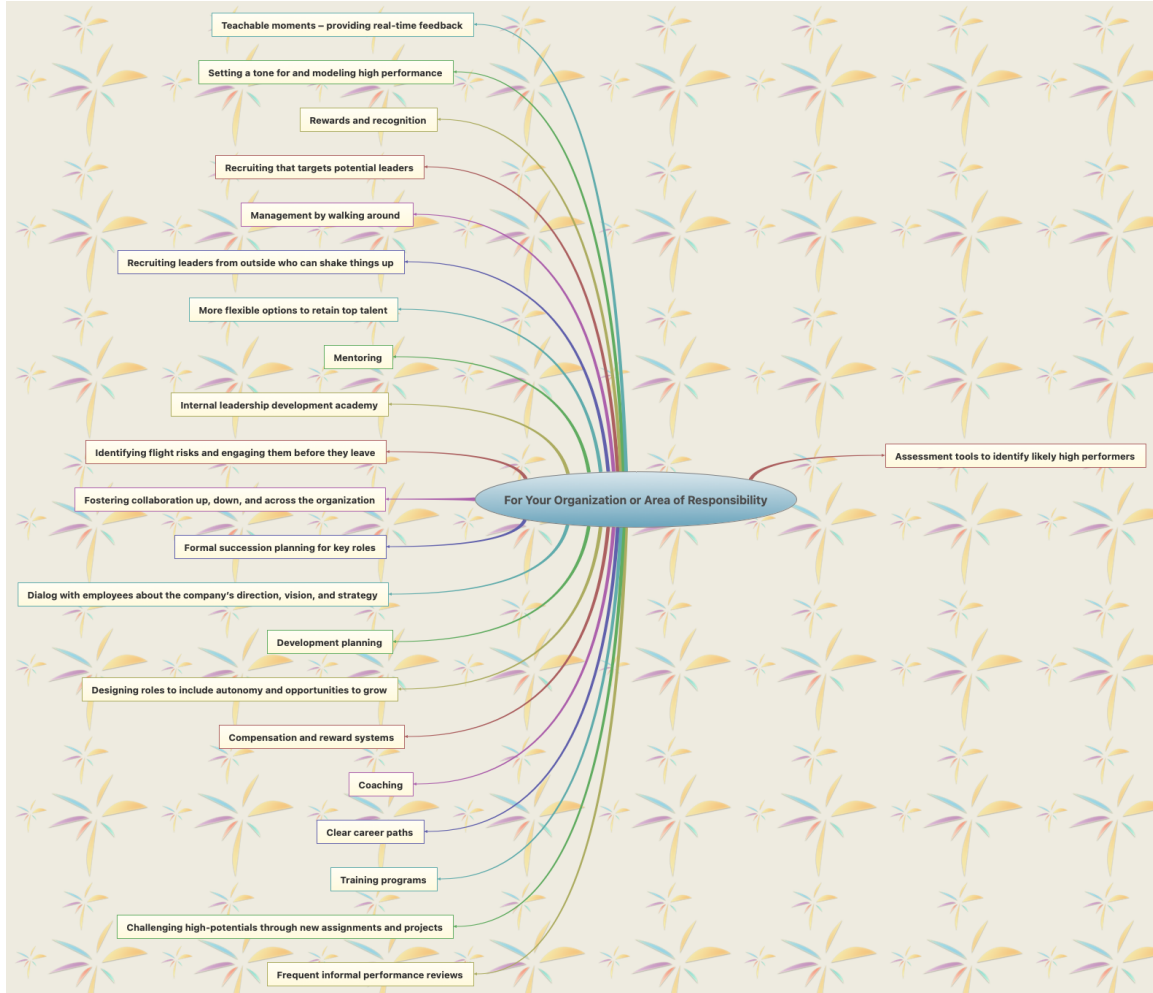 Teachable moments – providing real-time feedback
Setting a tone for and modeling high performance
Rewards and recognition
Recruiting that targets potential leaders
Management by walking around
Recruiting leaders from outside who can shake things up
More flexible options to retain top talent
Mentoring
Internal leadership development academy
Identifying flight risks and engaging them before they leave
Fostering collaboration up, down, and across the organization
Formal succession planning for key roles
Dialog with employees about the company’s direction, vision, and strategy
Development planning
Designing roles to include autonomy and opportunities to grow
Compensation and reward systems
Coaching
Clear career paths
Training programs
Challenging high-potentials through new assignments and projects
Frequent informal performance reviews
For Your Organization or Area of Responsibility
Assessment tools to identify likely high performers